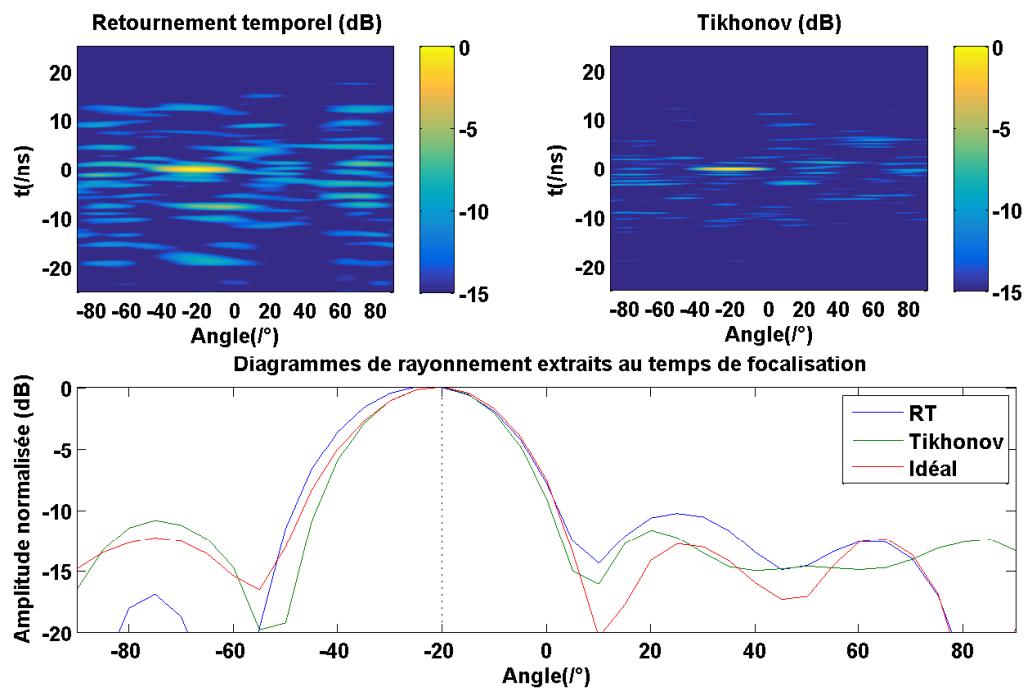 Retournement temporel (dB)
t(/ns)
20
10
0
-10
-20
-80 -60 -40 -20 0 20 40 60 80
Angle(/°)
0
-5
-10
-15
Tikhonov (dB)
t(/ns)
20
10
0
-10
-20
-80 -60 -40 -20 0 20 40 60 80
Angle(/°)
0
-5
-10
-15
Diagrammes de rayonnement extraits au temps de focalisation
Amplitude normalisée (dB)
0
-5
-10
-15
-20
-80 -60 -40 -20 0 20 40 60 80
Angle(/°)
RT
Tikhonov
Idéal